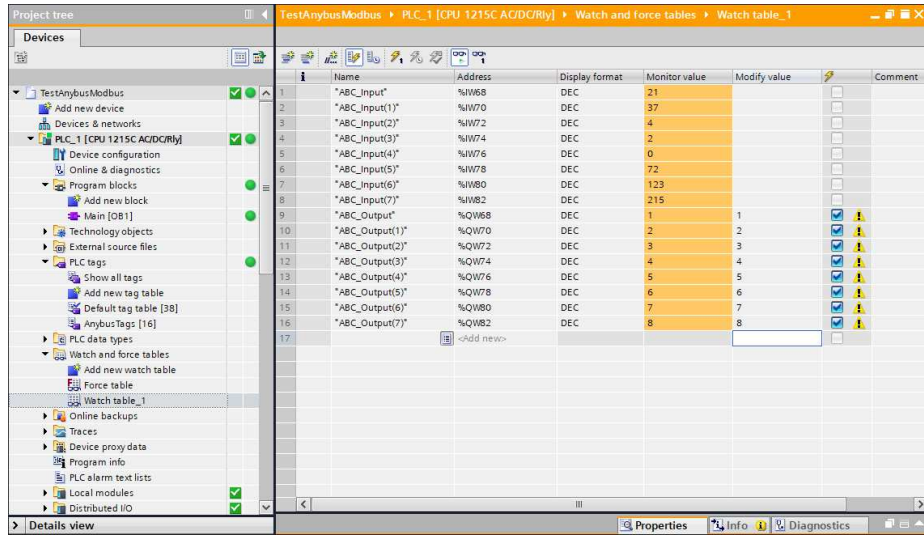 Project tree
TestAnybusModbus ▸ PLC_1 [CPU 1215C AC/DC/Rly] ▸ Watch and force tables ▸ Watch table_1
Devices
i Name Address Display format Monitor value Modify value Comment
1 "ABC_Input" %IW68 DEC 21
2 "ABC_Input(1)" %IW70 DEC 37
3 "ABC_Input(2)" %IW72 DEC 4
4 "ABC_Input(3)" %IW74 DEC 2
5 "ABC_Input(4)" %IW76 DEC 0
6 "ABC_Input(5)" %IW78 DEC 72
7 "ABC_Input(6)" %IW80 DEC 123
8 "ABC_Input(7)" %IW82 DEC 215
9 "ABC_Output" %QW68 DEC 1 1
10 "ABC_Output(1)" %QW70 DEC 2 2
11 "ABC_Output(2)" %QW72 DEC 3 3
12 "ABC_Output(3)" %QW74 DEC 4 4
13 "ABC_Output(4)" %QW76 DEC 5 5
14 "ABC_Output(5)" %QW78 DEC 6 6
15 "ABC_Output(6)" %QW80 DEC 7 7
16 "ABC_Output(7)" %QW82 DEC 8 8
17 <Add new>
TestAnybusModbus
Add new device
Devices & networks
PLC_1 [CPU 1215C AC/DC/Rly]
Device configuration
Online & diagnostics
Program blocks
Add new block
Main [OB1]
Technology objects
External source files
PLC tags
Show all tags
Add new tag table
Default tag table [38]
AnybusTags [16]
PLC data types
Watch and force tables
Add new watch table
Force table
Watch table_1
Online backups
Traces
Device proxy data
Program info
PLC alarm text lists
Local modules
Distributed I/O
Details view
Properties Info Diagnostics